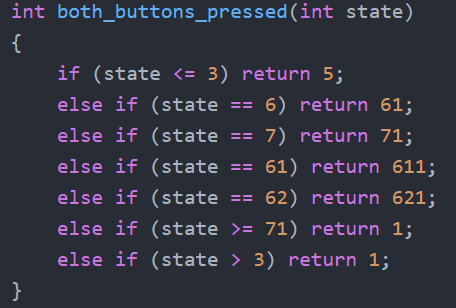 int both_buttons_pressed(int state)
{
    if (state <= 3) return 5;
    else if (state == 6) return 61;
    else if (state == 7) return 71;
    else if (state == 61) return 611;
    else if (state == 62) return 621;
    else if (state >= 71) return 1;
    else if (state > 3) return 1;
}